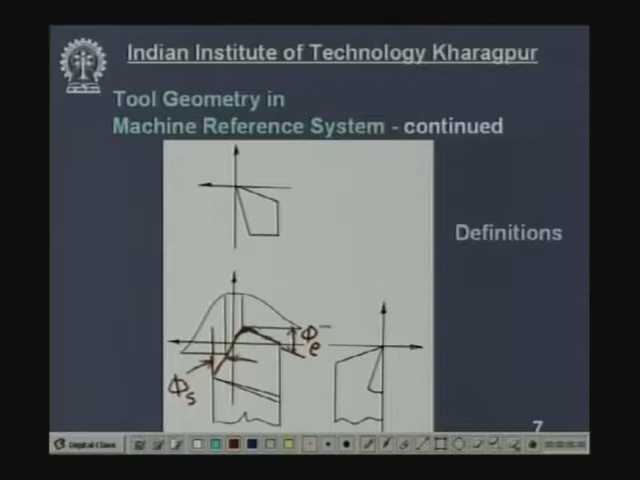 Indian Institute of Technology Kharagpur
Tool Geometry in
Machine Reference System - continued
Definitions
Φe
Φs
7
Digital Class